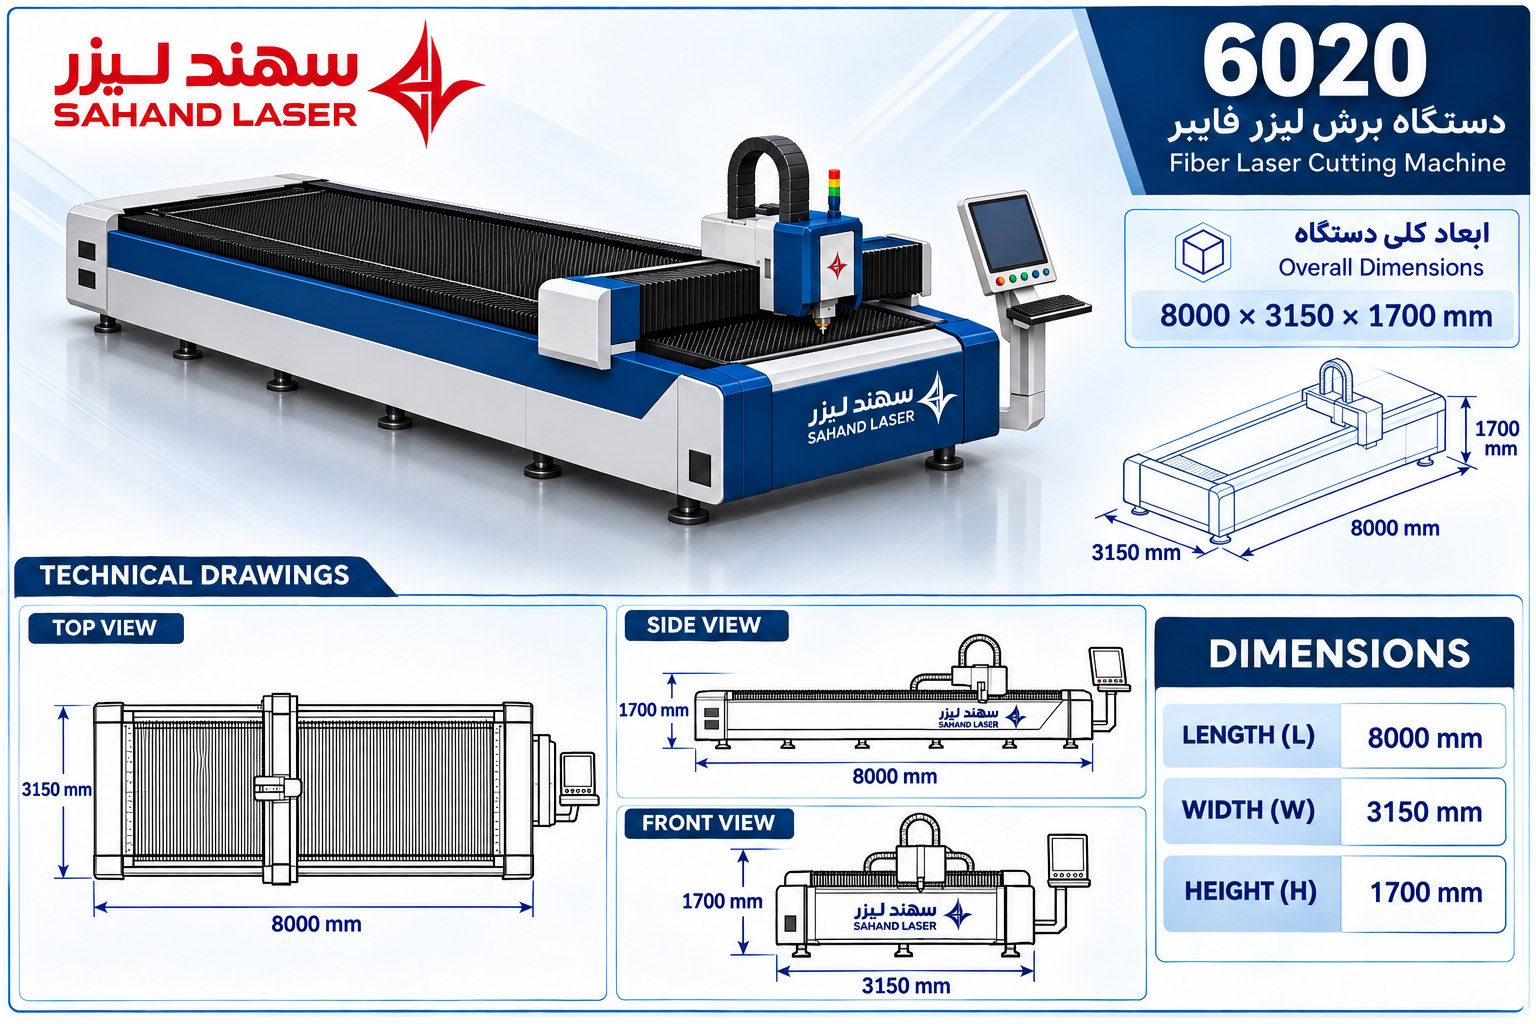 سهند لیزر
SAHAND LASER
6020
دستگاه برش لیزر فایبر
Fiber Laser Cutting Machine
ابعاد کلی دستگاه
Overall Dimensions
8000 × 3150 × 1700 mm
سهند لیزر
SAHAND LASER
1700
mm
8000 mm
3150 mm
TECHNICAL DRAWINGS
TOP VIEW
3150 mm
8000 mm
SIDE VIEW
1700 mm
سهند لیزر
SAHAND LASER
8000 mm
FRONT VIEW
1700 mm
سهند لیزر
SAHAND LASER
3150 mm
DIMENSIONS
LENGTH (L) 8000 mm
WIDTH (W) 3150 mm
HEIGHT (H) 1700 mm